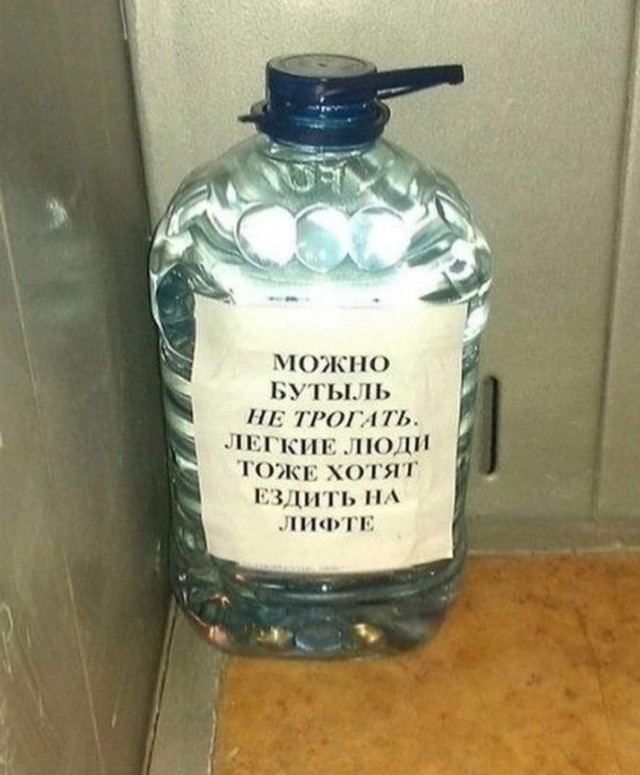 МОЖНО
БУТЫЛЬ
НЕ ТРОГАТЬ.
ЛЕГКИЕ ЛЮДИ
ТОЖЕ ХОТЯТ
ЕЗДИТЬ НА
ЛИФТЕ